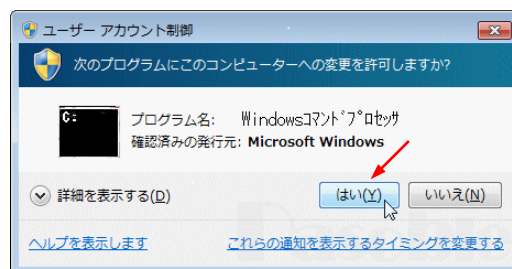 ユーザー アカウント制御
次のプログラムにこのコンピューターへの変更を許可しますか?
C:
プログラム名: Windowsコマンドプロセッサ
確認済みの発行元: Microsoft Windows
詳細を表示する(D)
はい(Y)
いいえ(N)
ヘルプを表示します
これらの通知を表示するタイミングを変更する